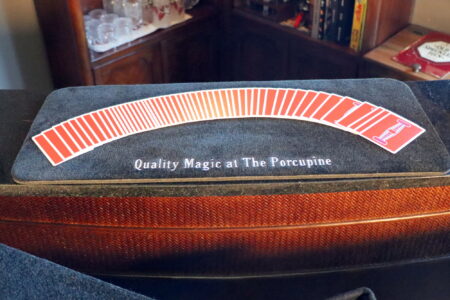 Quality Magic at The Porcupine